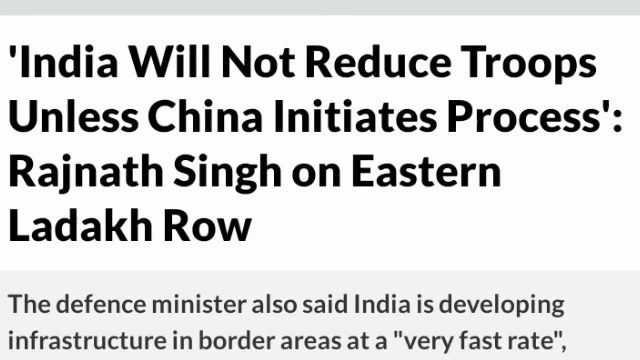 'India Will Not Reduce Troops
Unless China Initiates Process':
Rajnath Singh on Eastern
Ladakh Row
The defence minister also said India is developing
infrastructure in border areas at a "very fast rate",